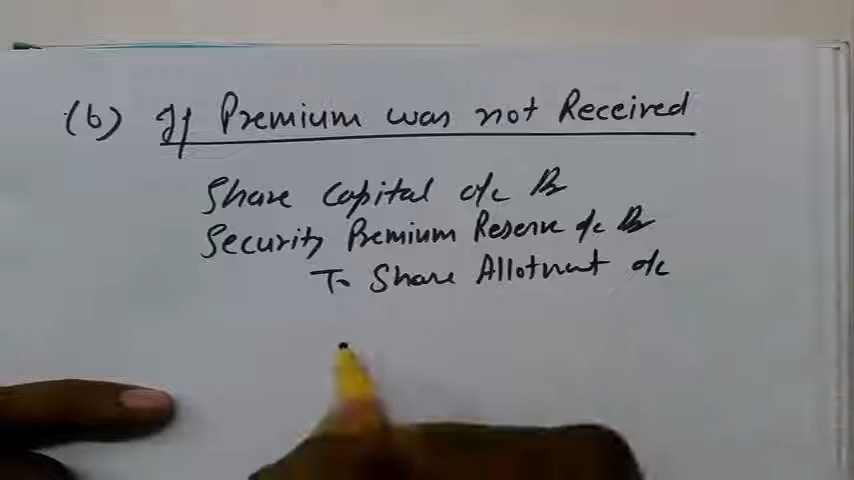 (b) If Premium was not Received
Share Capital a/c Dr
Security Premium Reserve a/c Dr
To Share Allotment a/c